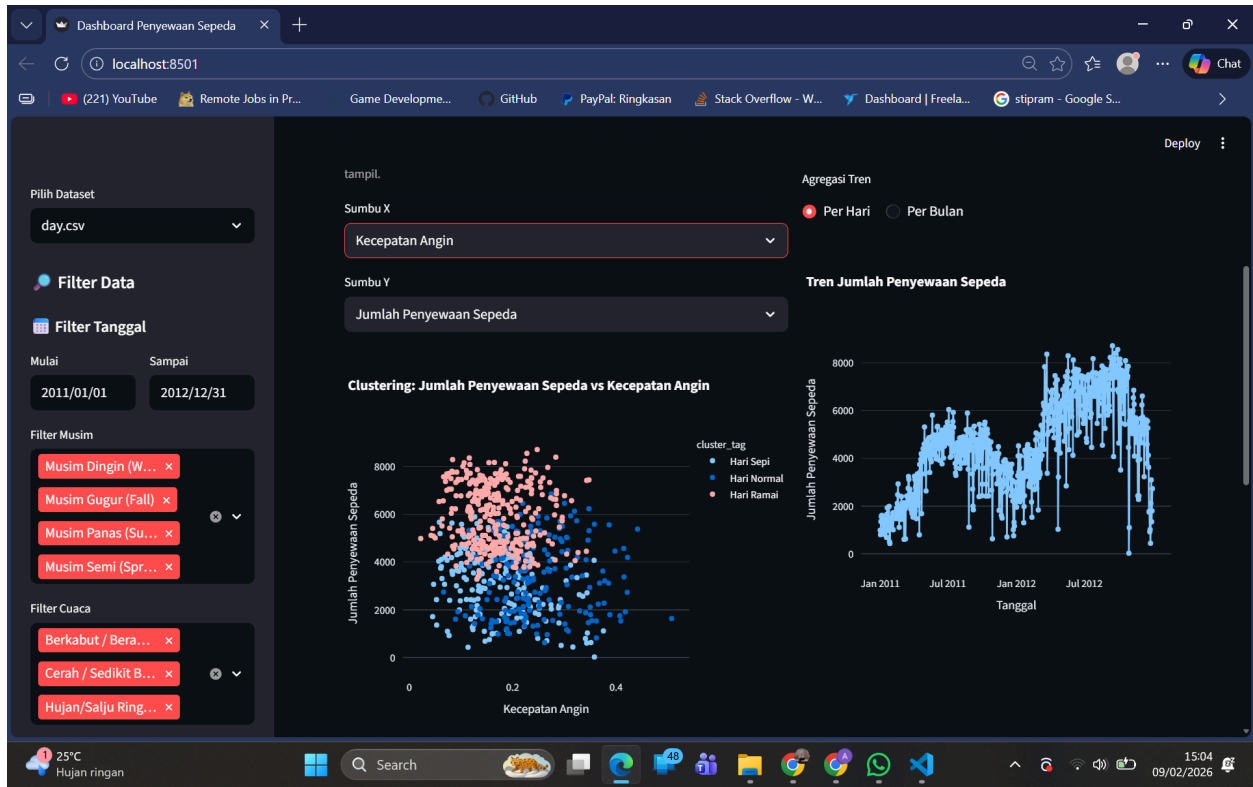 Dashboard Penyewaan Sepeda
localhost:8501
Chat
(221) YouTube
Remote Jobs in Pr...
Game Developme...
GitHub
PayPal: Ringkasan
Stack Overflow - W...
Dashboard | Freela...
stipram - Google S...
Deploy
Pilih Dataset
day.csv
Filter Data
Filter Tanggal
Mulai
Sampai
2011/01/01
2012/12/31
Filter Musim
Musim Dingin (W...
Musim Gugur (Fall)
Musim Panas (Su...
Musim Semi (Spr...
Filter Cuaca
Berkabut / Bera...
Cerah / Sedikit B...
Hujan/Salju Ring...
tampil.
Sumbu X
Kecepatan Angin
Sumbu Y
Jumlah Penyewaan Sepeda
Clustering: Jumlah Penyewaan Sepeda vs Kecepatan Angin
cluster_tag
Hari Sepi
Hari Normal
Hari Ramai
Jumlah Penyewaan Sepeda
8000
6000
4000
2000
0
0
0.2
0.4
Kecepatan Angin
Agregasi Tren
Per Hari
Per Bulan
Tren Jumlah Penyewaan Sepeda
Jumlah Penyewaan Sepeda
8000
6000
4000
2000
0
Jan 2011
Jul 2011
Jan 2012
Jul 2012
Tanggal
1
25°C
Hujan ringan
Search
48
A
15:04
09/02/2026